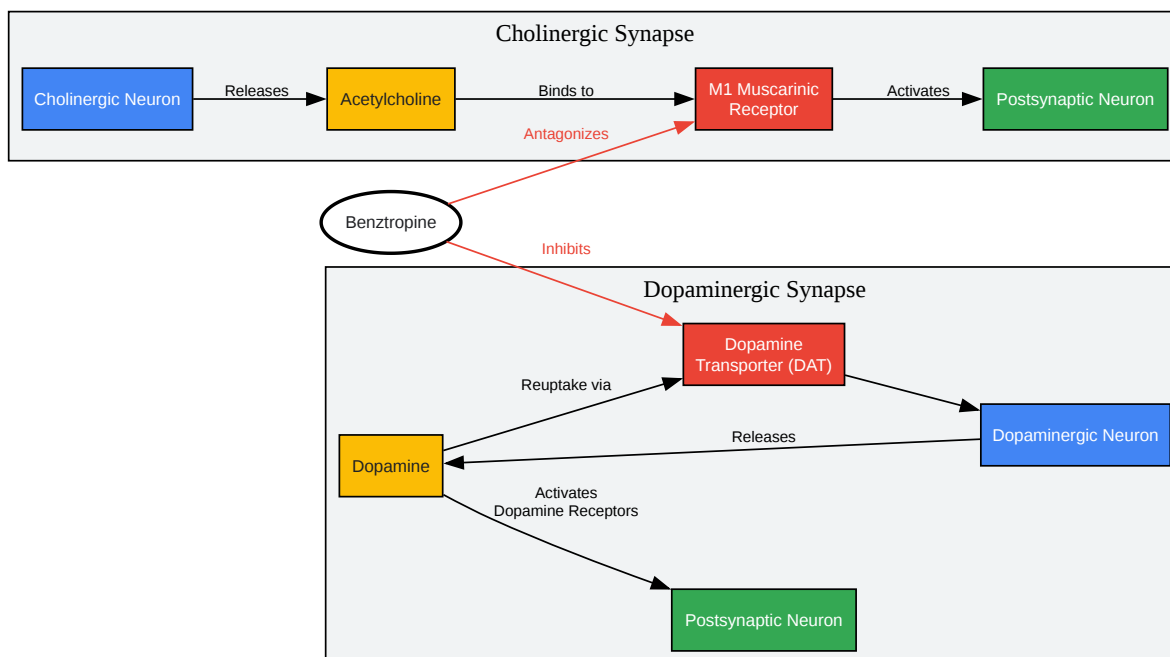 Cholinergic Synapse
Cholinergic Neuron
Releases
Acetylcholine
Binds to
M1 Muscarinic
Receptor
Activates
Postsynaptic Neuron
Antagonizes
Benztropine
Inhibits
Dopaminergic Synapse
Dopamine
Transporter (DAT)
Reuptake via
Dopaminergic Neuron
Releases
Dopamine
Activates
Dopamine Receptors
Postsynaptic Neuron